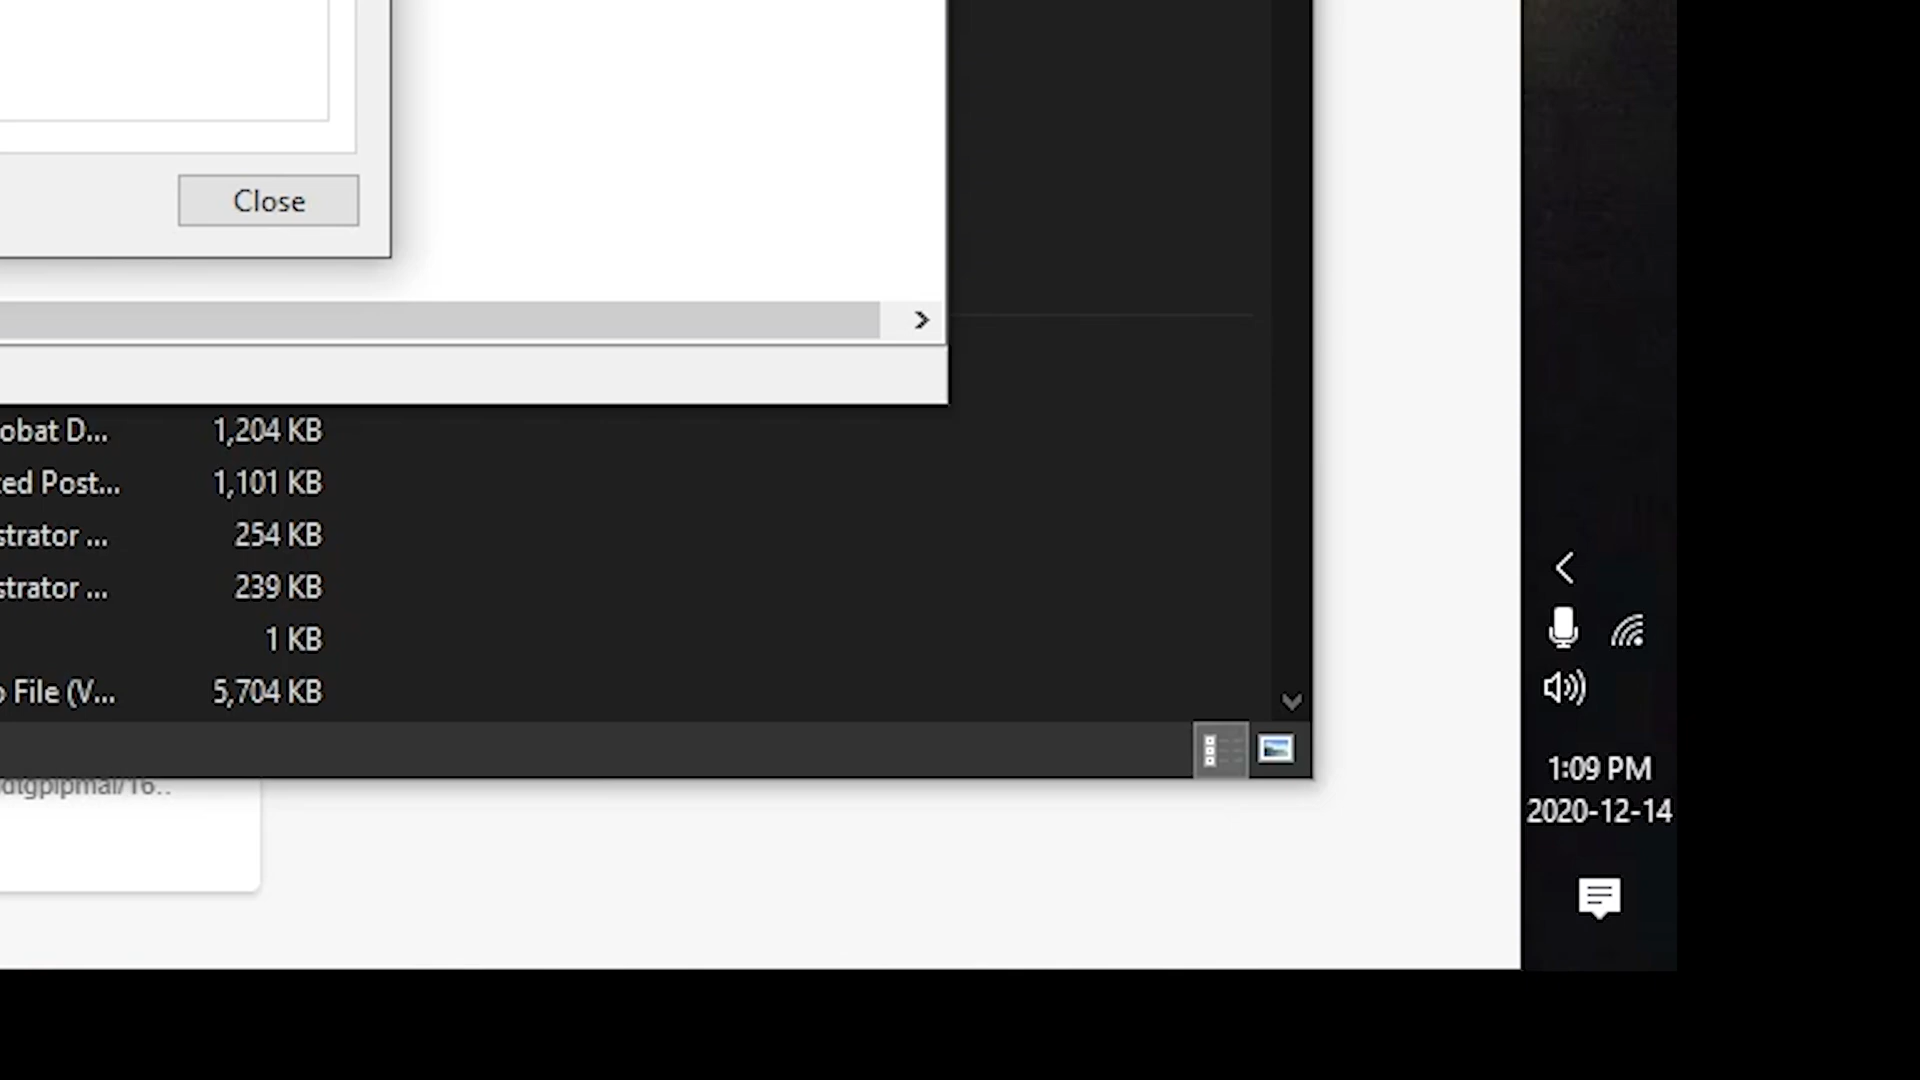 Close
obat D... 1,204 KB
ted Post... 1,101 KB
strator ... 254 KB
strator ... 239 KB
1 KB
o File (V... 5,704 KB
1:09 PM
2020-12-14